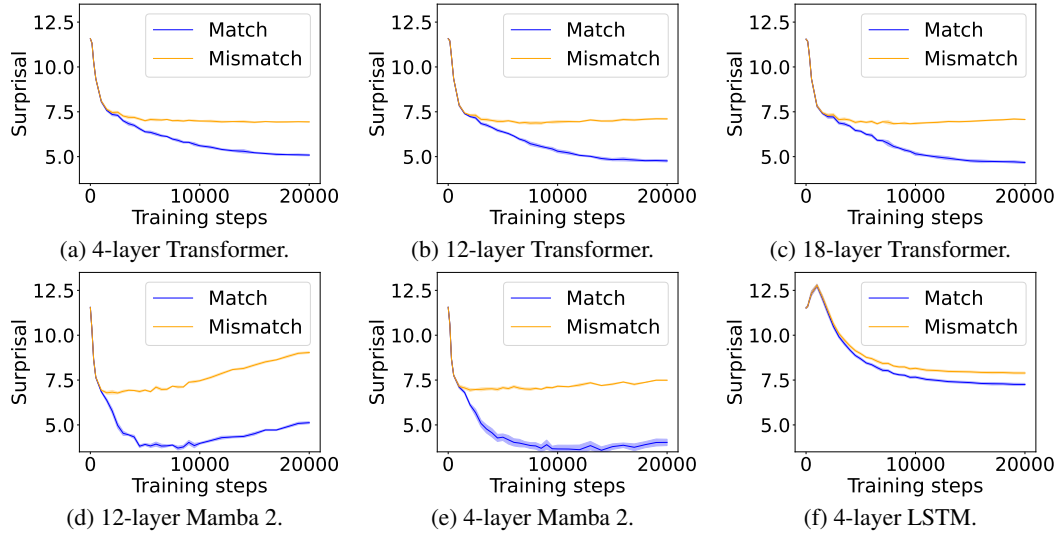 12.5
10.0
7.5
5.0
Surprisal
Match
Mismatch
0 10000 20000
Training steps
(a) 4-layer Transformer.
12.5
10.0
7.5
5.0
Surprisal
Match
Mismatch
0 10000 20000
Training steps
(b) 12-layer Transformer.
12.5
10.0
7.5
5.0
Surprisal
Match
Mismatch
0 10000 20000
Training steps
(c) 18-layer Transformer.
12.5
10.0
7.5
5.0
Surprisal
Match
Mismatch
0 10000 20000
Training steps
(d) 12-layer Mamba 2.
12.5
10.0
7.5
5.0
Surprisal
Match
Mismatch
0 10000 20000
Training steps
(e) 4-layer Mamba 2.
12.5
10.0
7.5
5.0
Surprisal
Match
Mismatch
0 10000 20000
Training steps
(f) 4-layer LSTM.